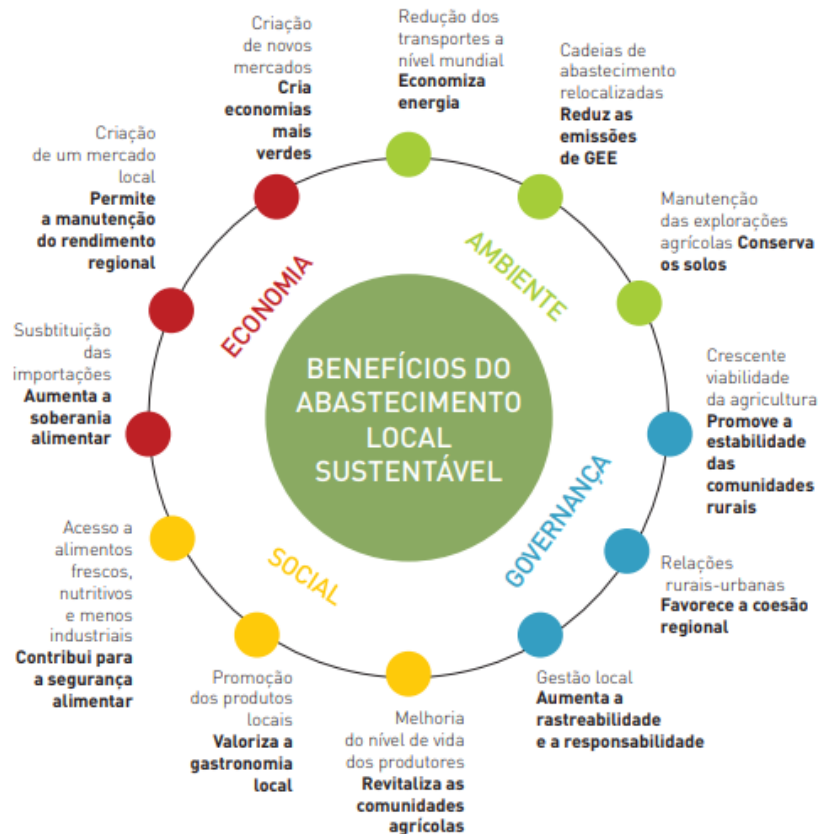 BENEFÍCIOS DO
ABASTECIMENTO
LOCAL
SUSTENTÁVEL
AMBIENTE
Redução dos
transportes a
nível mundial
Economiza
energia
Cadeias de
abastecimento
relocalizadas
Reduz as
emissões
de GEE
Manutenção
das explorações
agrícolas Conserva
os solos
GOVERNANÇA
Crescente
viabilidade
da agricultura
Promove a
estabilidade
das
comunidades
rurais
Relações
rurais-urbanas
Favorece a coesão
regional
Gestão local
Aumenta a
rastreabilidade
e a responsabilidade
SOCIAL
Melhoria
do nível de vida
dos produtores
Revitaliza as
comunidades
agrícolas
Promoção
dos produtos
locais
Valoriza a
gastronomia
local
Acesso a
alimentos
frescos,
nutritivos
e menos
industriais
Contribui para
a segurança
alimentar
ECONOMIA
Susbtituição
das
importações
Aumenta a
soberania
alimentar
Criação
de um mercado
local
Permite
a manutenção
do rendimento
regional
Criação
de novos
mercados
Cria
economias
mais
verdes